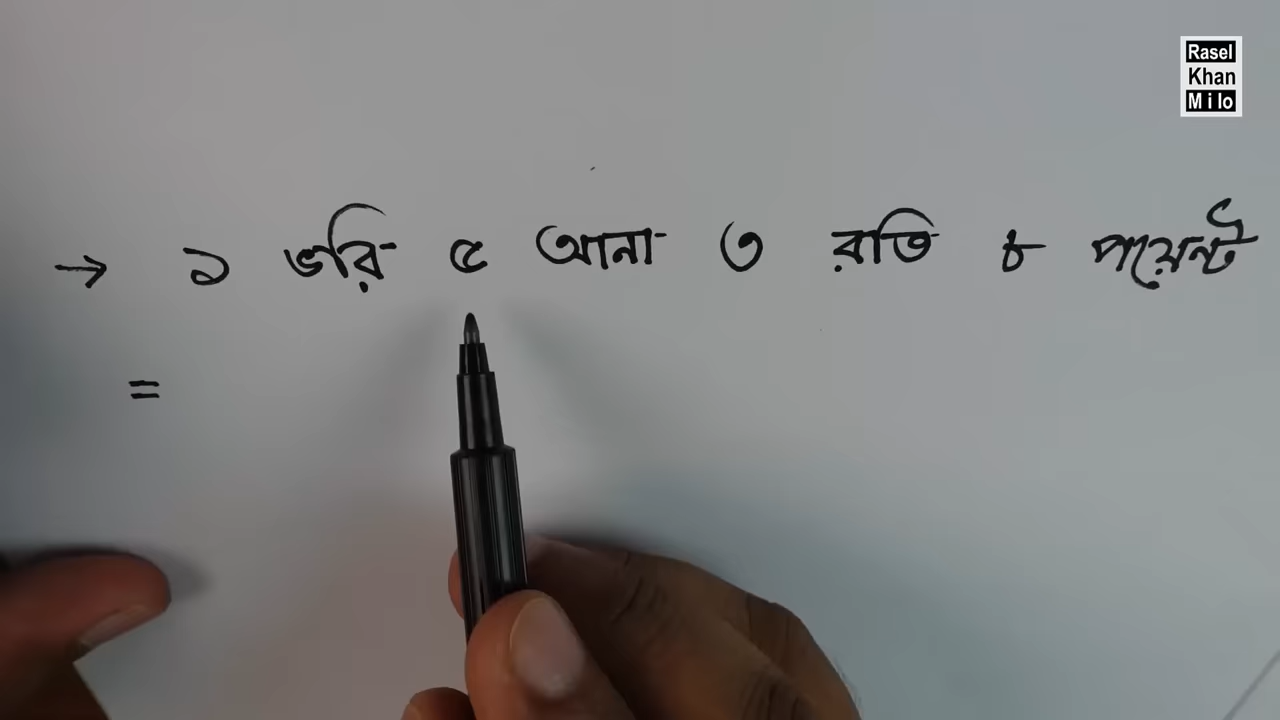 Rasel
Khan
Milo
→ ১ ভরি ৫ আনা ৩ রতি ৮ পয়েন্ট
=